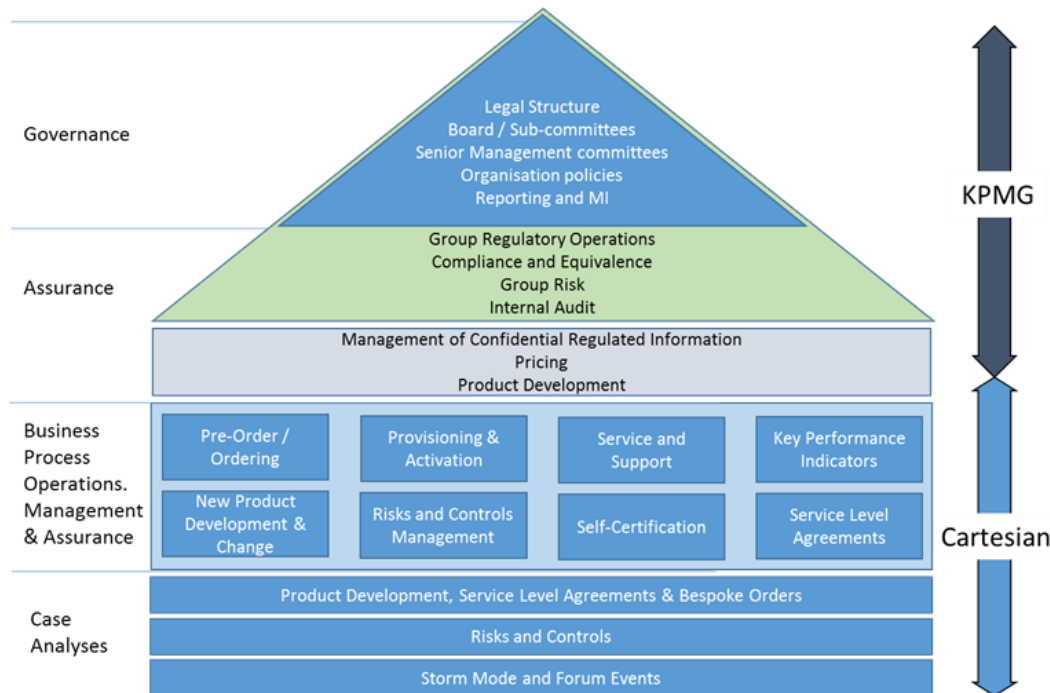 Governance
Legal Structure
Board / Sub-committees
Senior Management committees
Organisation policies
Reporting and MI
KPMG
Assurance
Group Regulatory Operations
Compliance and Equivalence
Group Risk
Internal Audit
Management of Confidential Regulated Information
Pricing
Product Development
Business
Process
Operations.
Management
& Assurance
Pre-Order /
Ordering
Provisioning &
Activation
Service and
Support
Key Performance
Indicators
New Product
Development &
Change
Risks and Controls
Management
Self-Certification
Service Level
Agreements
Cartesian
Case
Analyses
Product Development, Service Level Agreements & Bespoke Orders
Risks and Controls
Storm Mode and Forum Events